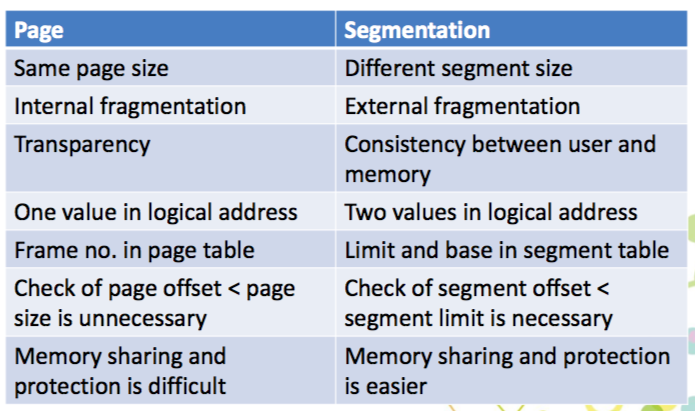 Page
Segmentation
Same page size
Different segment size
Internal fragmentation
External fragmentation
Transparency
Consistency between user and
memory
One value in logical address
Two values in logical address
Frame no. in page table
Limit and base in segment table
Check of page offset < page
size is unnecessary
Check of segment offset <
segment limit is necessary
Memory sharing and
protection is difficult
Memory sharing and protection
is easier